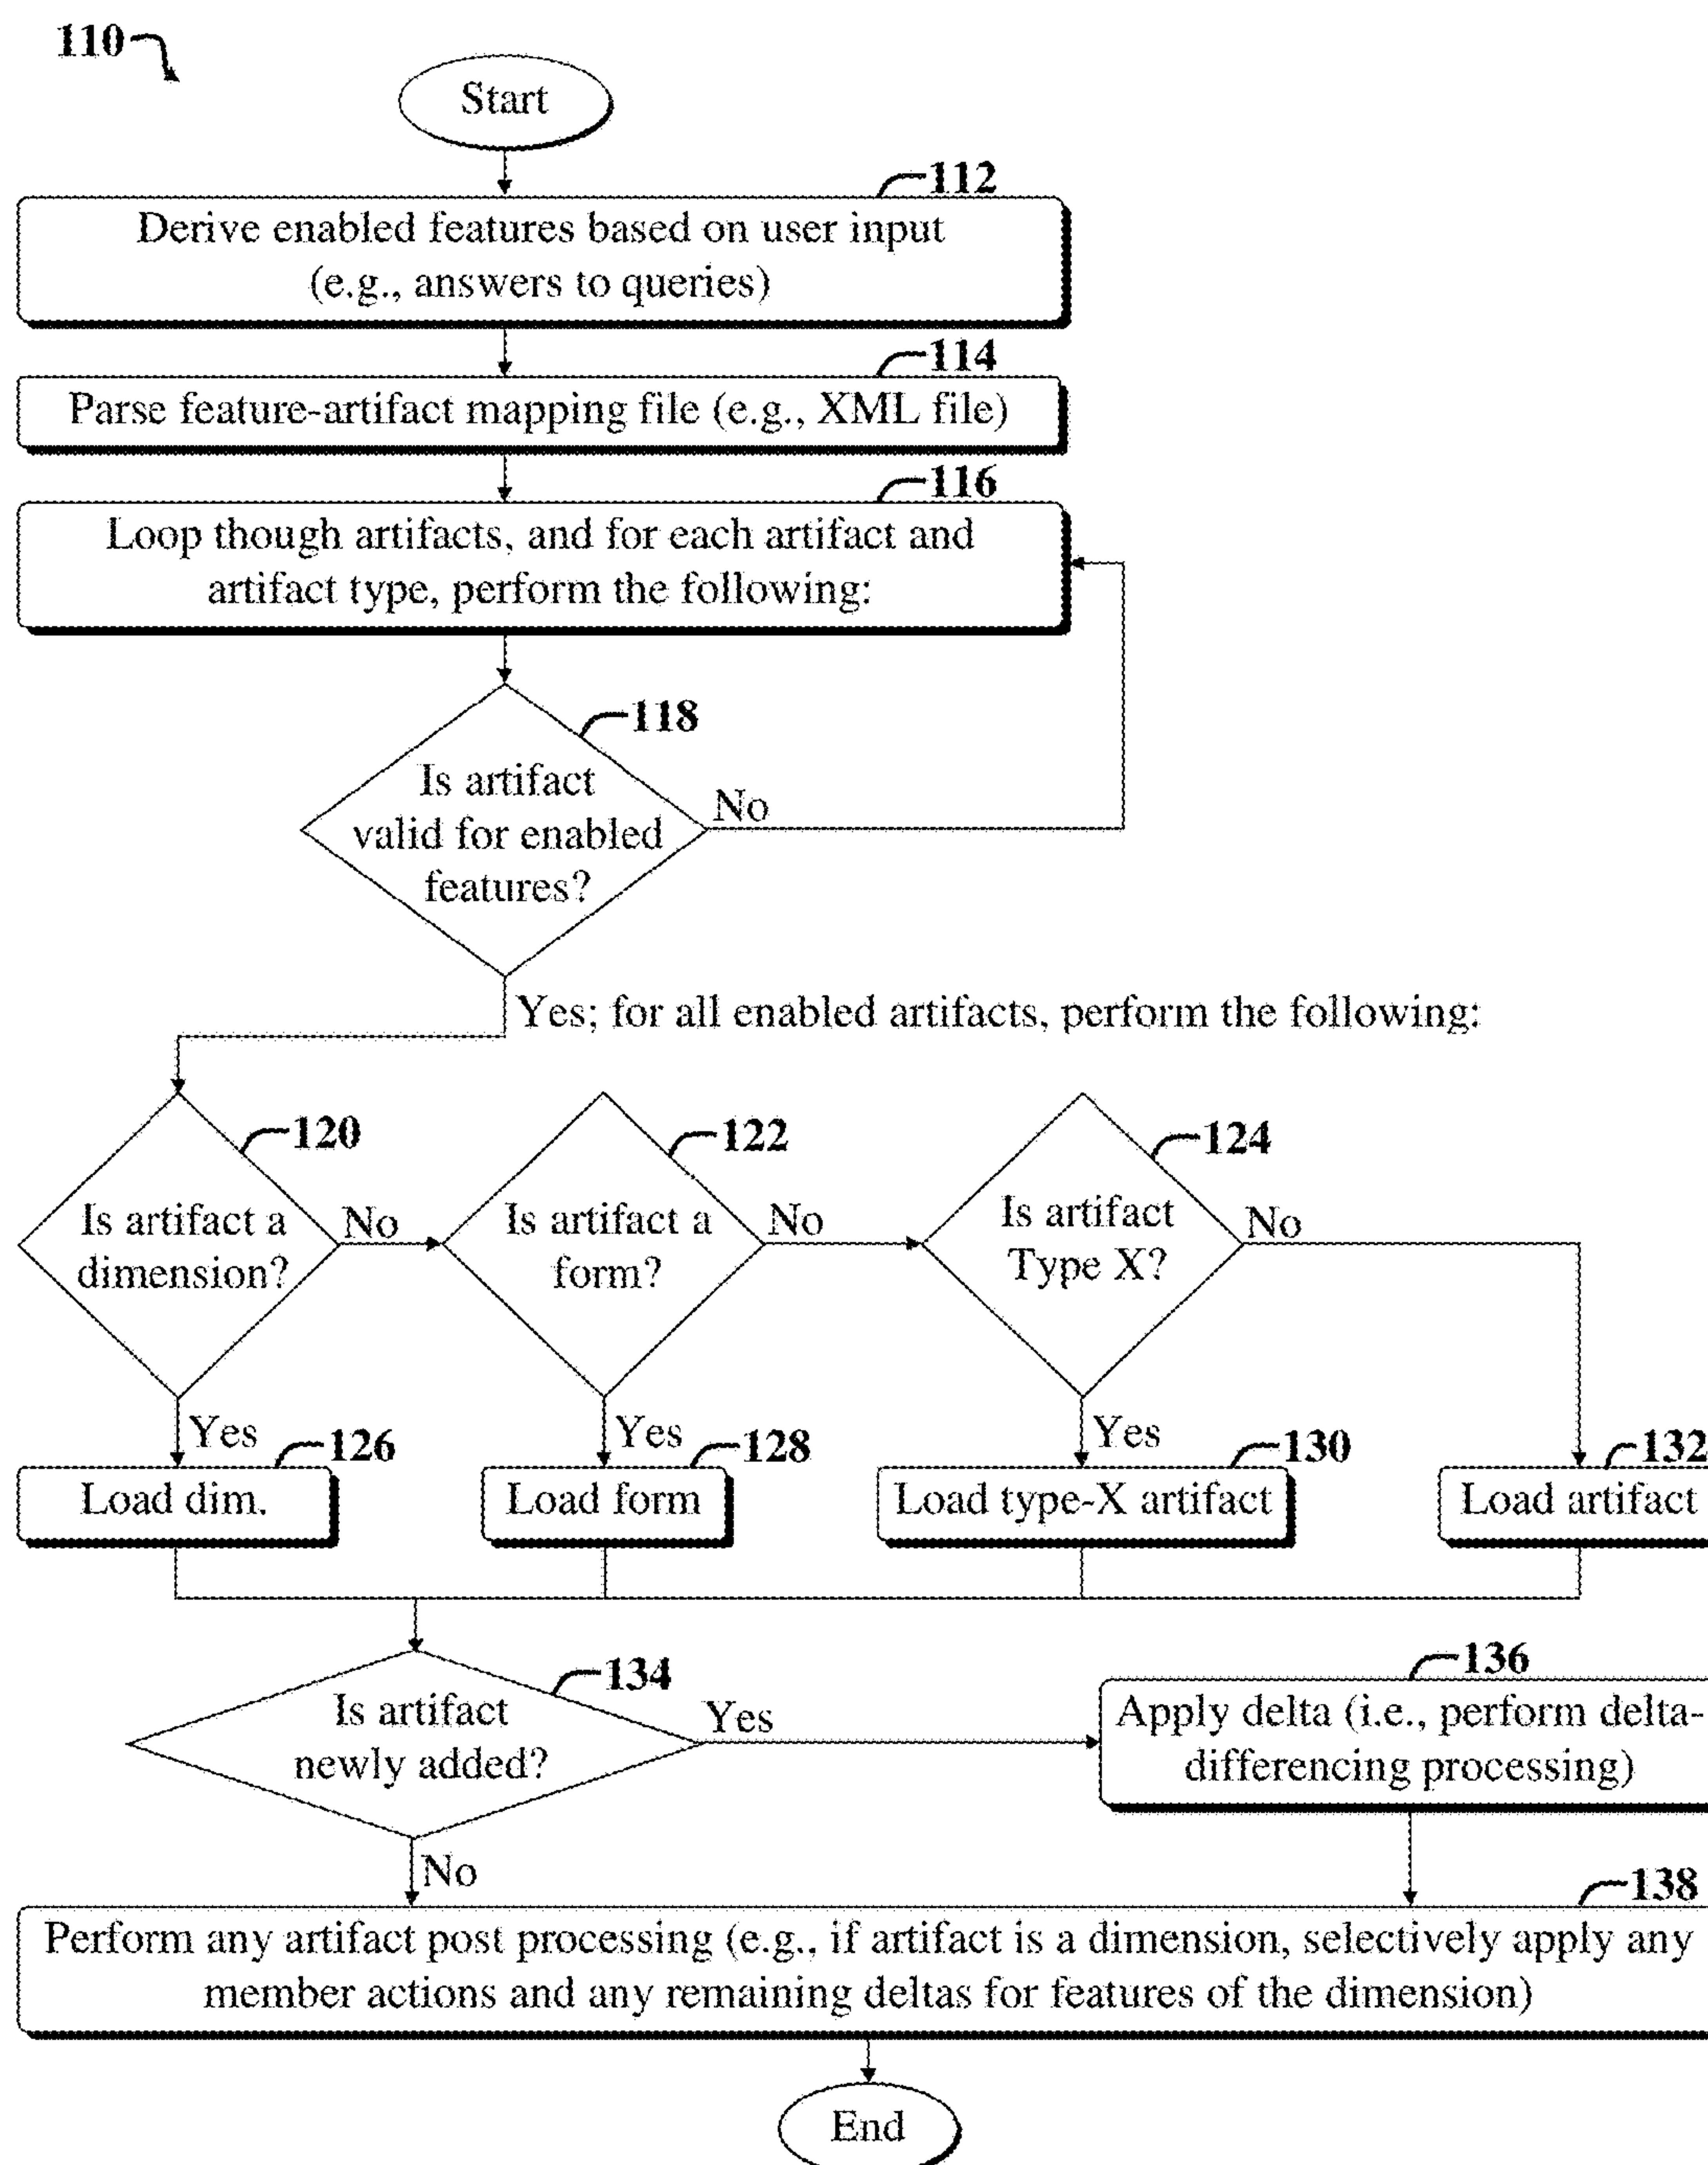 110
Start
112
Derive enabled features based on user input
(e.g., answers to queries)
114
Parse feature-artifact mapping file (e.g., XML file)
116
Loop though artifacts, and for each artifact and
artifact type, perform the following:
118
Is artifact
valid for enabled
features?
No
Yes; for all enabled artifacts, perform the following:
120
Is artifact a
dimension?
No
122
Is artifact a
form?
No
124
Is artifact
Type X?
No
Yes
126
Load dim.
Yes
128
Load form
Yes
130
Load type-X artifact
132
Load artifact
134
Is artifact
newly added?
Yes
136
Apply delta (i.e., perform delta-
differencing processing)
No
138
Perform any artifact post processing (e.g., if artifact is a dimension, selectively apply any
member actions and any remaining deltas for features of the dimension)
End